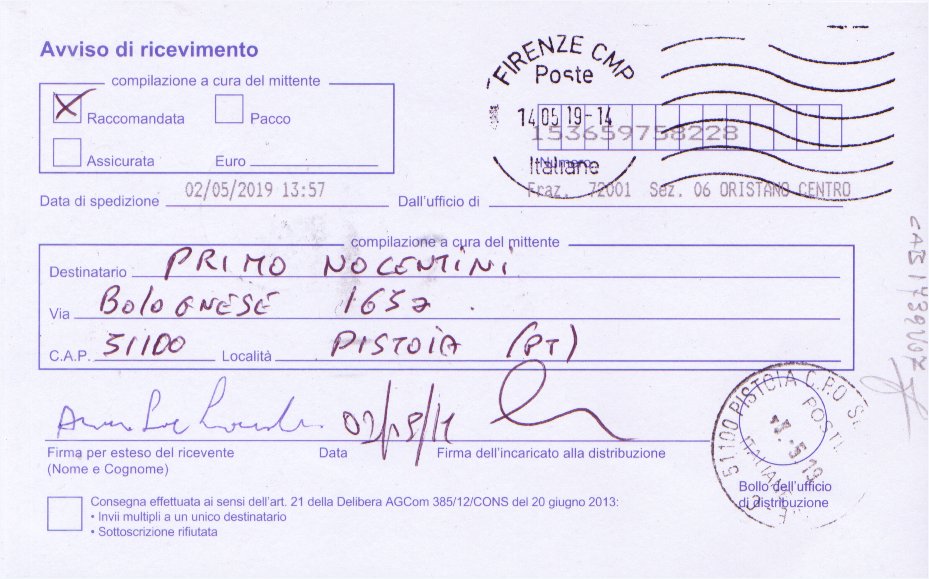 Avviso di ricevimento
compilazione a cura del mittente
Raccomandata
Pacco
Assicurata
Euro
FIRENZE CMP
Poste
14 05 19-14
153659758228
Numero
Italiane
Data di spedizione 02/05/2019 13:57
Dall'ufficio di Fraz. 72001 Sez. 06 ORISTANO CENTRO
compilazione a cura del mittente
Destinatario PRIMO NOCENTINI
Via BOLOGNESE
C.A.P. 51100 Località PISTOIA (PT)
Firma per esteso del ricevente
(Nome e Cognome)
Data
Firma dell'incaricato alla distribuzione
51100 PISTOIA C.P.O
POSTE
ITALIANE
Bollo dell'ufficio
di distribuzione
Consegna effettuata ai sensi dell'art. 21 della Delibera AGCom 385/12/CONS del 20 giugno 2013:
• Invii multipli a un unico destinatario
• Sottoscrizione rifiutata